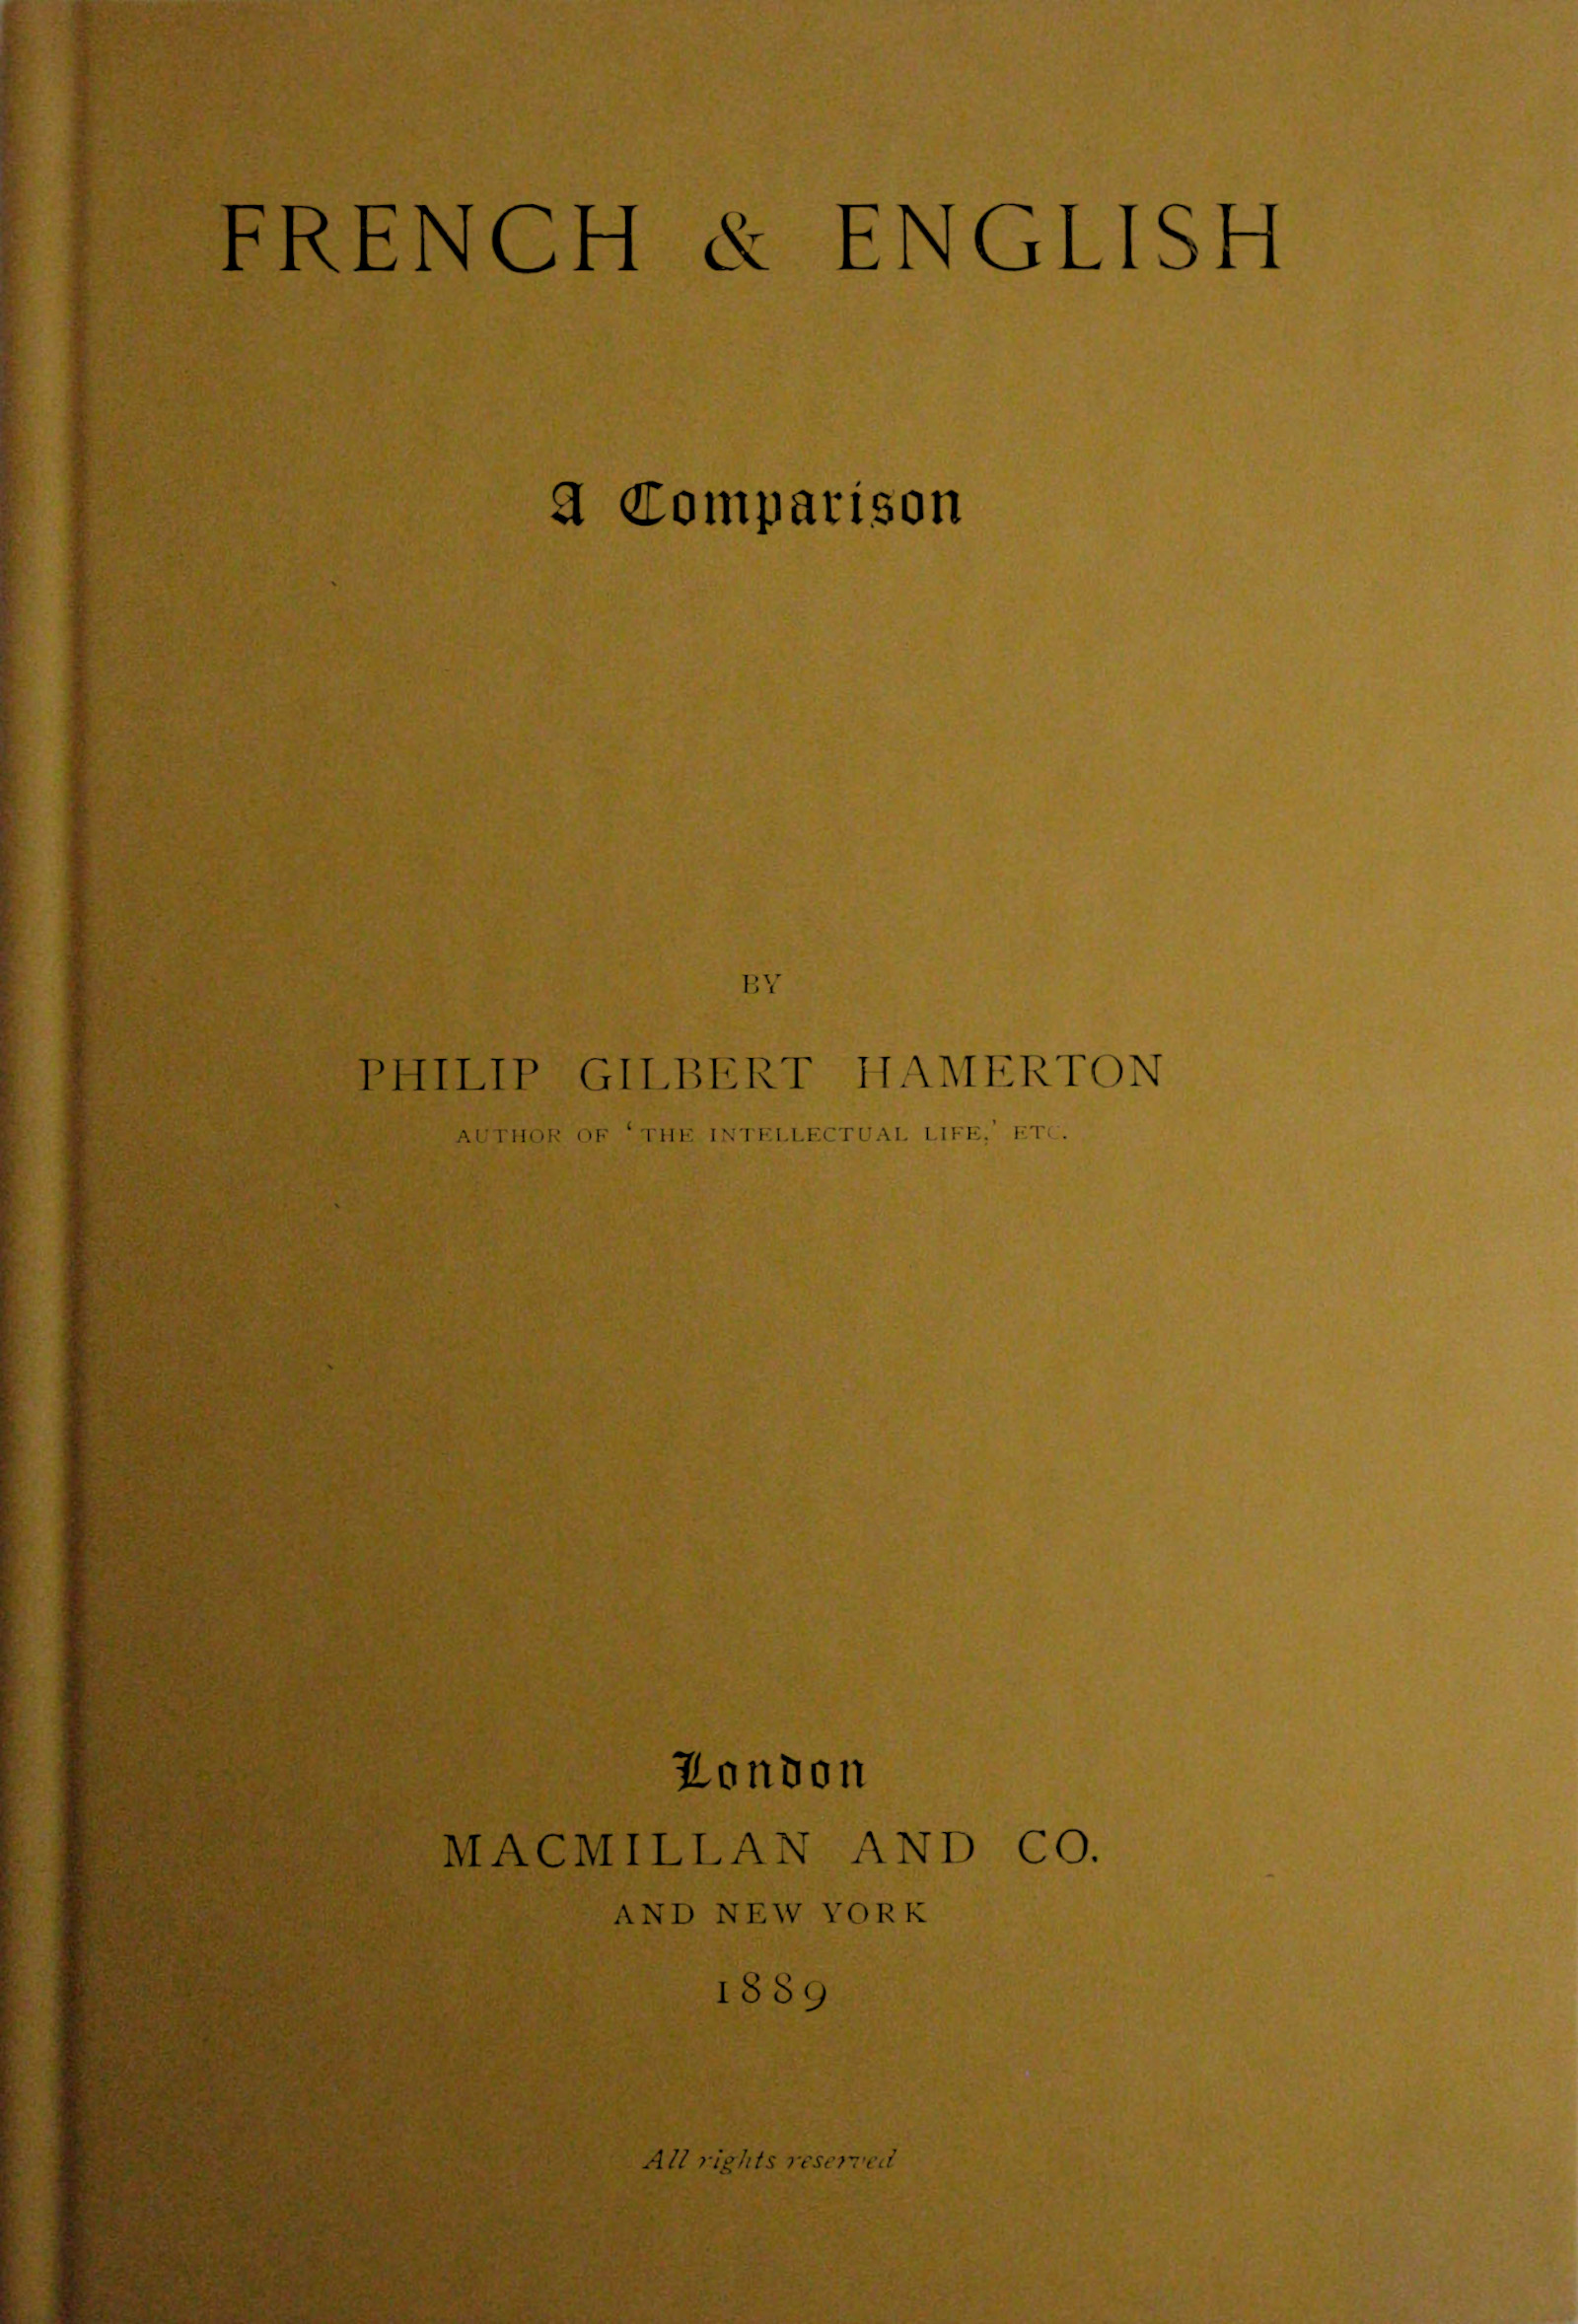 FRENCH & ENGLISH
A Comparison
BY
PHILIP GILBERT HAMERTON
AUTHOR OF ‘THE INTELLECTUAL LIFE,’ ETC.
London
MACMILLAN AND CO.
AND NEW YORK
1889
All rights reserved